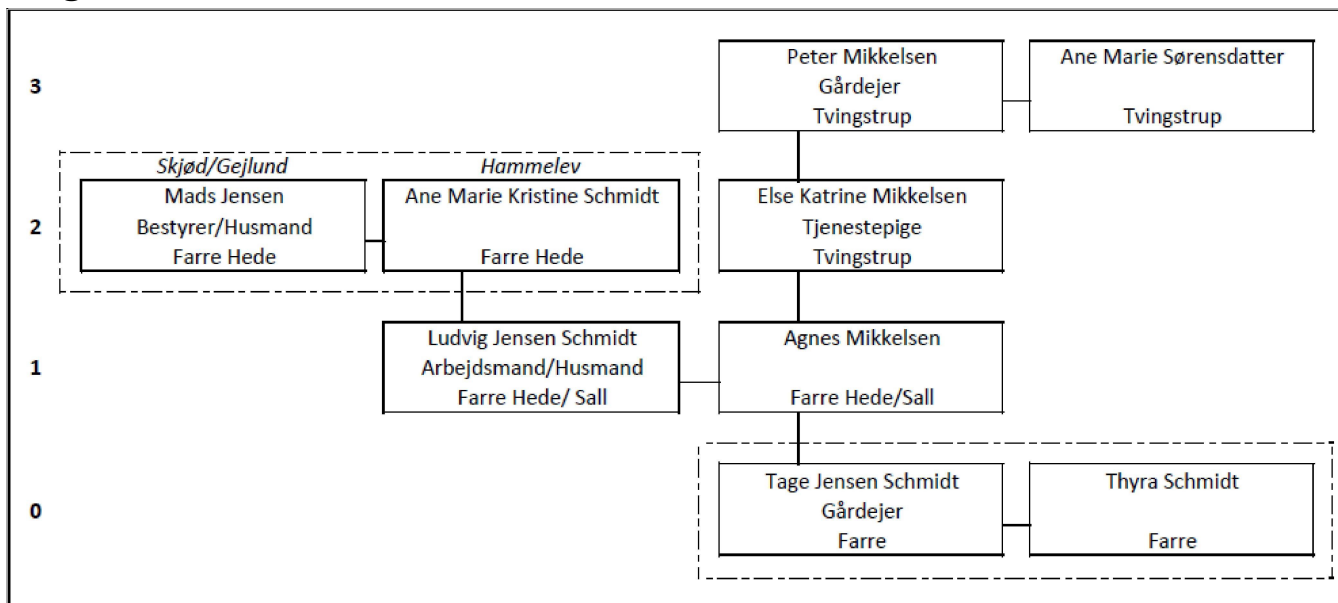 3
Peter Mikkelsen
Gårdejer
Tvingstrup
Ane Marie Sørensdatter
Tvingstrup
Skjød/Gejlund
Hammelev
2
Mads Jensen
Bestyrer/Husmand
Farre Hede
Ane Marie Kristine Schmidt
Farre Hede
Else Katrine Mikkelsen
Tjenestepige
Tvingstrup
1
Ludvig Jensen Schmidt
Arbejdsmand/Husmand
Farre Hede/ Sall
Agnes Mikkelsen
Farre Hede/Sall
0
Tage Jensen Schmidt
Gårdejer
Farre
Thyra Schmidt
Farre